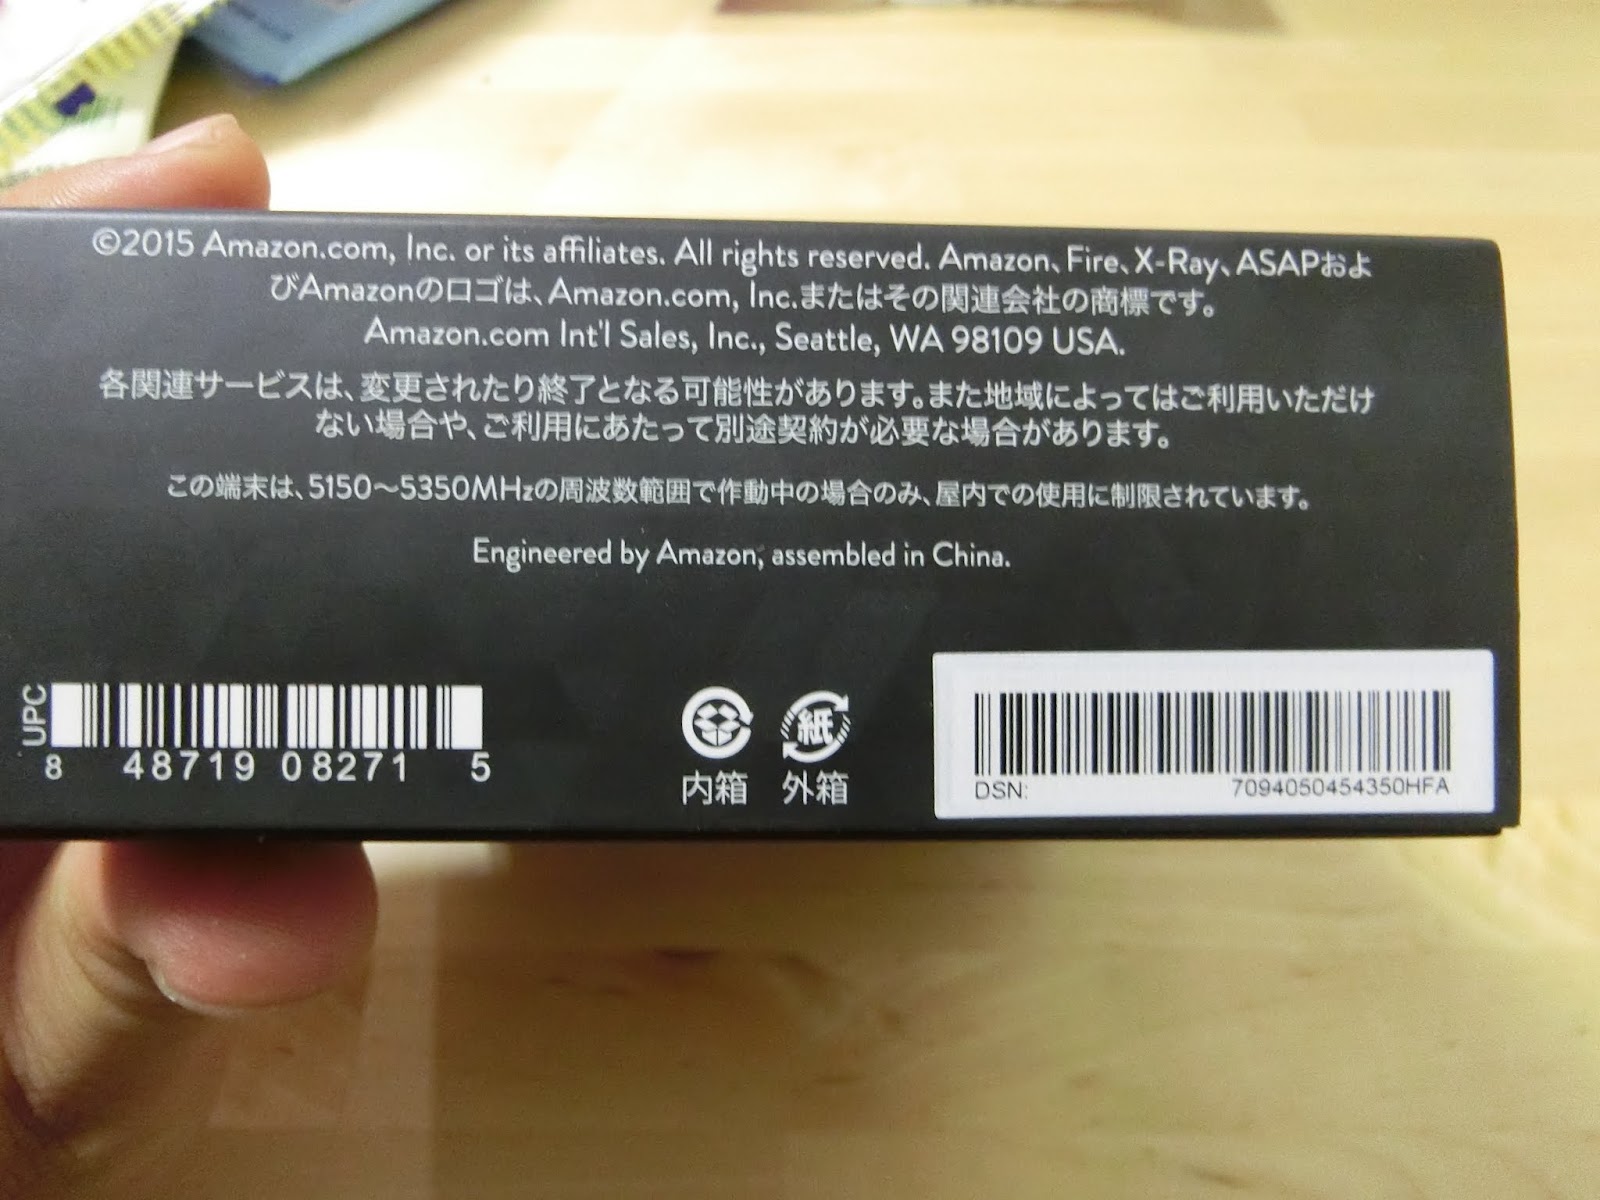 ©2015 Amazon.com, Inc. or its affiliates. All rights reserved. Amazon、Fire、X-Ray、ASAPおよ
びAmazonのロゴは、Amazon.com, Inc.またはその関連会社の商標です。
Amazon.com Int'l Sales, Inc., Seattle, WA 98109 USA.
各関連サービスは、変更されたり終了となる可能性があります。また地域によってはご利用いただけ
ない場合や、ご利用にあたって別途契約が必要な場合があります。
この端末は、5150～5350MHzの周波数範囲で作動中の場合のみ、屋内での使用に制限されています。
Engineered by Amazon, assembled in China.
UPC
8 48719 08271 5
紙
内箱 外箱
DSN: 7094050454350HFA